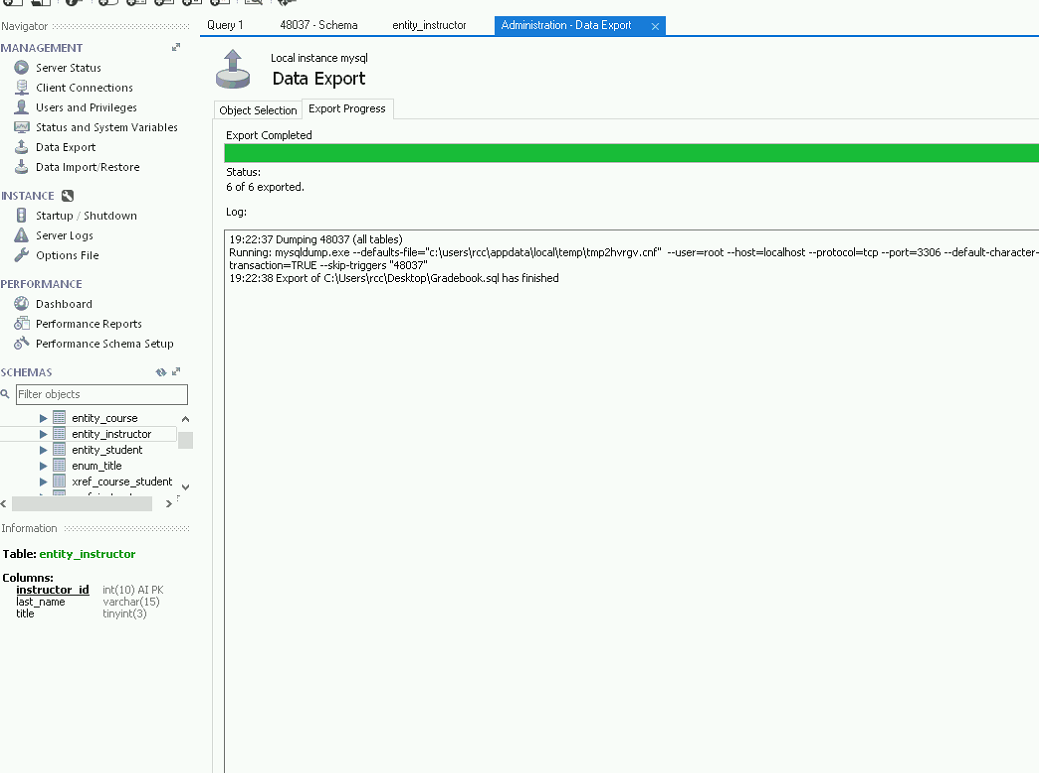 Query 1
48037 - Schema
entity_instructor
Administration - Data Export
Navigator
MANAGEMENT
Server Status
Client Connections
Users and Privileges
Status and System Variables
Data Export
Data Import/Restore
INSTANCE
Startup / Shutdown
Server Logs
Options File
PERFORMANCE
Dashboard
Performance Reports
Performance Schema Setup
SCHEMAS
Filter objects
entity_course
entity_instructor
entity_student
enum_title
xref_course_student
Information
Table: entity_instructor
Columns:
instructor_id int(10) AI PK
last_name varchar(15)
title tinyint(3)
Local instance mysql
Data Export
Object Selection
Export Progress
Export Completed
Status:
6 of 6 exported.
Log:
19:22:37 Dumping 48037 (all tables)
Running: mysqldump.exe --defaults-file="c:\users\rcc\appdata\local\temp\tmp2hvrgv.cnf" --user=root --host=localhost --protocol=tcp --port=3306 --default-character-
transaction=TRUE --skip-triggers "48037"
19:22:38 Export of C:\Users\rcc\Desktop\Gradebook.sql has finished